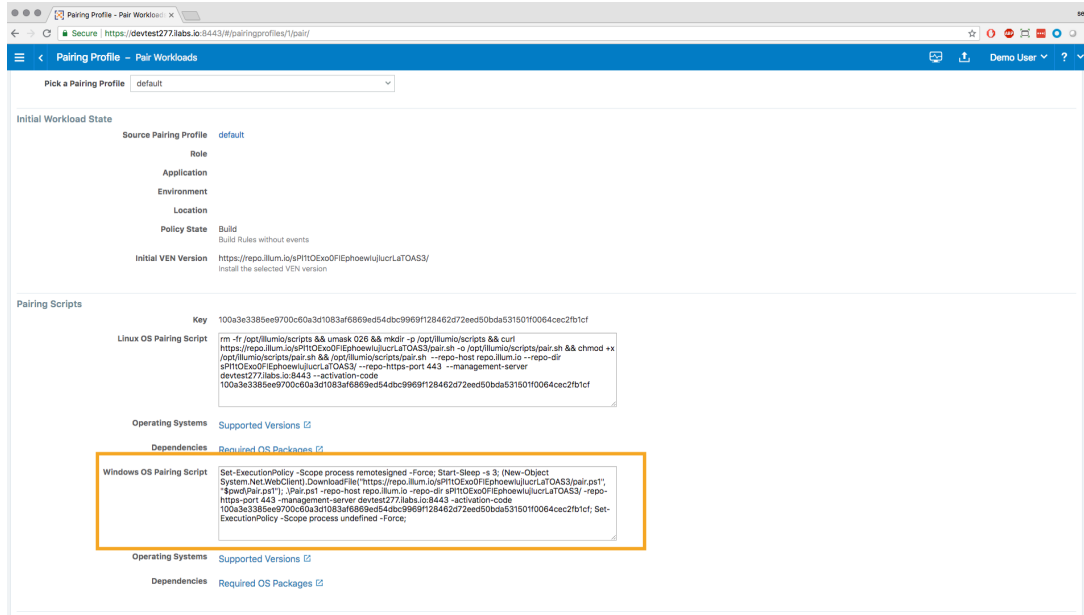 Pairing Profile - Pair Workloads
se
Secure | https://devtest277.ilabs.io:8443/#/pairingprofiles/1/pair/
Pairing Profile – Pair Workloads
Demo User
?
Pick a Pairing Profile default
Initial Workload State
Source Pairing Profile default
Role
Application
Environment
Location
Policy State Build
Build Rules without events
Initial VEN Version https://repo.illum.io/sPl1tOExo0FIEphoewIujIucrLaTOAS3/
Install the selected VEN version
Pairing Scripts
Key 100a3e3385ee9700c60a3d1083af6869ed54dbc9969f128462d72eed50bda531501f0064cec2fb1cf
Linux OS Pairing Script rm -fr /opt/illumio/scripts && umask 026 && mkdir -p /opt/illumio/scripts && curl
https://repo.illum.io/sPl1tOExo0FIEphoewIujIucrLaTOAS3/pair.sh -o /opt/illumio/scripts/pair.sh && chmod +x
/opt/illumio/scripts/pair.sh && /opt/illumio/scripts/pair.sh --repo-host repo.illum.io --repo-dir
sPl1tOExo0FIEphoewIujIucrLaTOAS3/ --repo-https-port 443 --management-server
devtest277.ilabs.io:8443 --activation-code
100a3e3385ee9700c60a3d1083af6869ed54dbc9969f128462d72eed50bda531501f0064cec2fb1cf
Operating Systems Supported Versions
Dependencies Required OS Packages
Windows OS Pairing Script Set-ExecutionPolicy -Scope process remotesigned -Force; Start-Sleep -s 3; (New-Object
System.Net.WebClient).DownloadFile("https://repo.illum.io/sPl1tOExo0FIEphoewIujIucrLaTOAS3/pair.ps1",
"$pwd\Pair.ps1"); .\Pair.ps1 -repo-host repo.illum.io -repo-dir sPl1tOExo0FIEphoewIujIucrLaTOAS3/ -repo-
https-port 443 -management-server devtest277.ilabs.io:8443 -activation-code
100a3e3385ee9700c60a3d1083af6869ed54dbc9969f128462d72eed50bda531501f0064cec2fb1cf; Set-
ExecutionPolicy -Scope process undefined -Force;
Operating Systems Supported Versions
Dependencies Required OS Packages